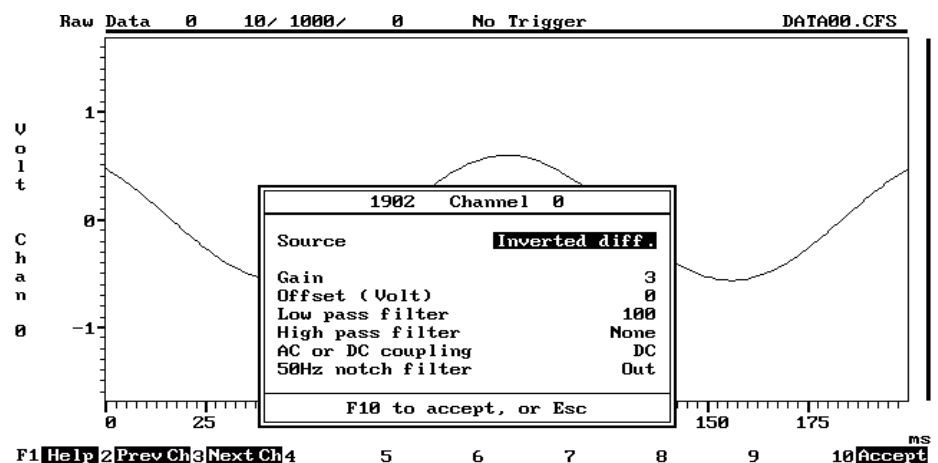 Raw Data 0 10/ 1000/ 0 No Trigger DATA00.CFS
Volt Chan 0
1
0
-1
1902 Channel 0
Source Inverted diff.
Gain 3
Offset (Volt) 0
Low pass filter 100
High pass filter None
AC or DC coupling DC
50Hz notch filter Out
F10 to accept, or Esc
0 25 150 175
ms
F1 Help 2 Prev Ch 3 Next Ch 4 5 6 7 8 9 10 Accept